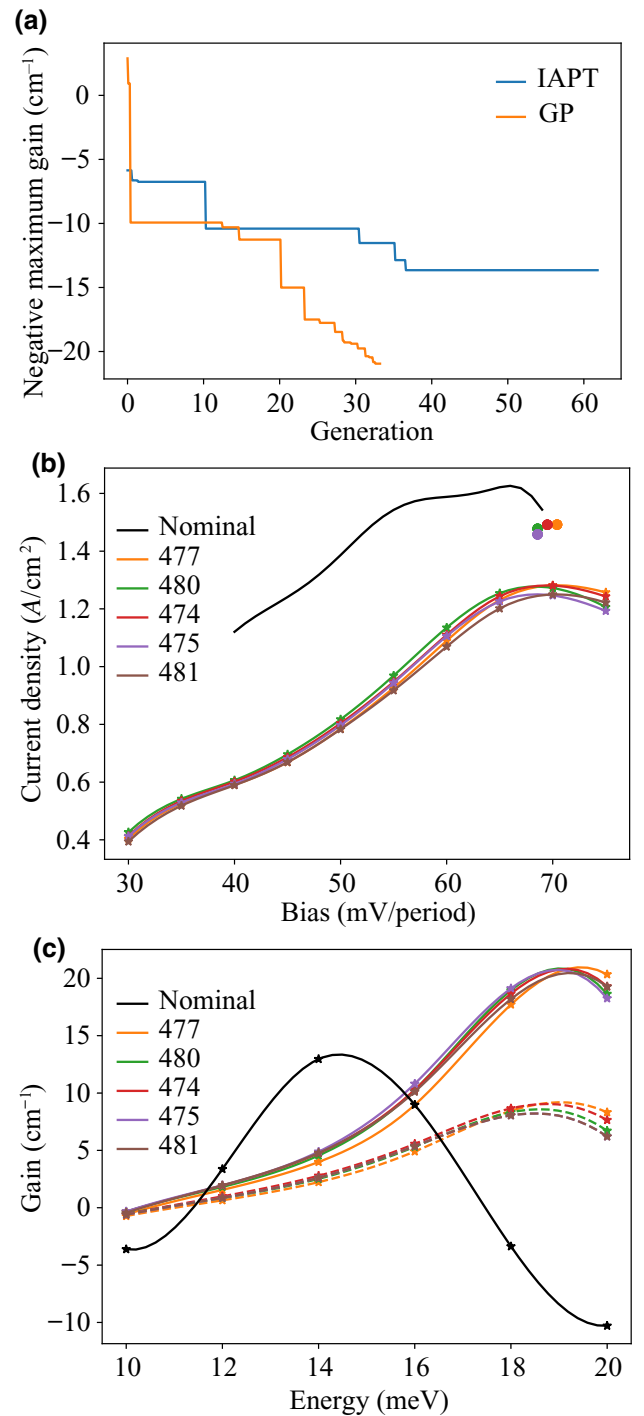 (a)
Negative maximum gain (cm⁻¹)
0
−5
−10
−15
−20
IAPT
GP
0 10 20 30 40 50 60
Generation
(b)
Current density (A/cm²)
1.6
1.4
1.2
1.0
0.8
0.6
0.4
Nominal
477
480
474
475
481
30 40 50 60 70
Bias (mV/period)
(c)
Gain (cm⁻¹)
20
15
10
5
0
−5
−10
Nominal
477
480
474
475
481
10 12 14 16 18 20
Energy (meV)